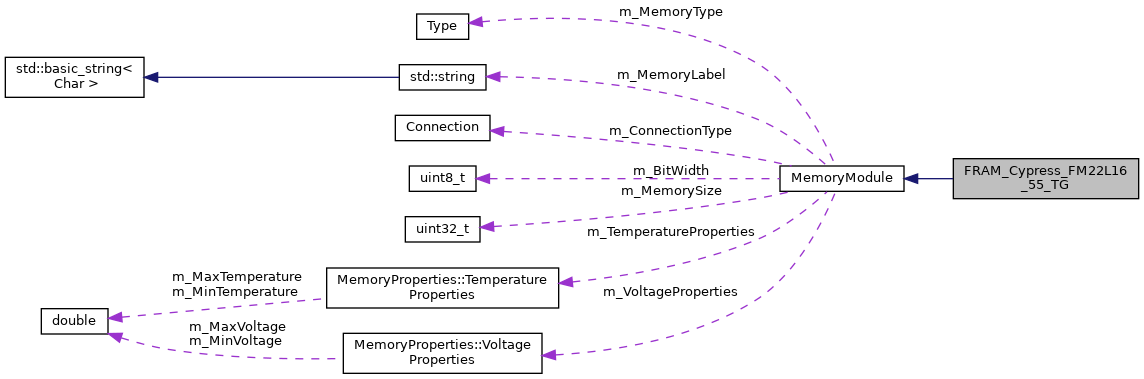 m_MemoryType
Type
std::basic_string<
Char >
std::string
m_MemoryLabel
Connection
m_ConnectionType
uint8_t
m_BitWidth
MemoryModule
FRAM_Cypress_FM22L16
_55_TG
m_MemorySize
uint32_t
m_TemperatureProperties
m_MaxTemperature
m_MinTemperature
MemoryProperties::Temperature
Properties
m_VoltageProperties
double
m_MaxVoltage
m_MinVoltage
MemoryProperties::Voltage
Properties